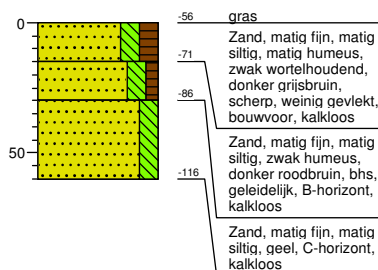 0
50
-56
-71
-86
-116
gras
Zand, matig fijn, matig
siltig, matig humeus,
zwak wortelhoudend,
donker grijsbruin,
scherp, weinig gevlekt,
bouwvoor, kalkloos
Zand, matig fijn, matig
siltig, zwak humeus,
donker roodbruin, bhs,
geleidelijk, B-horizont,
kalkloos
Zand, matig fijn, matig
siltig, geel, C-horizont,
kalkloos